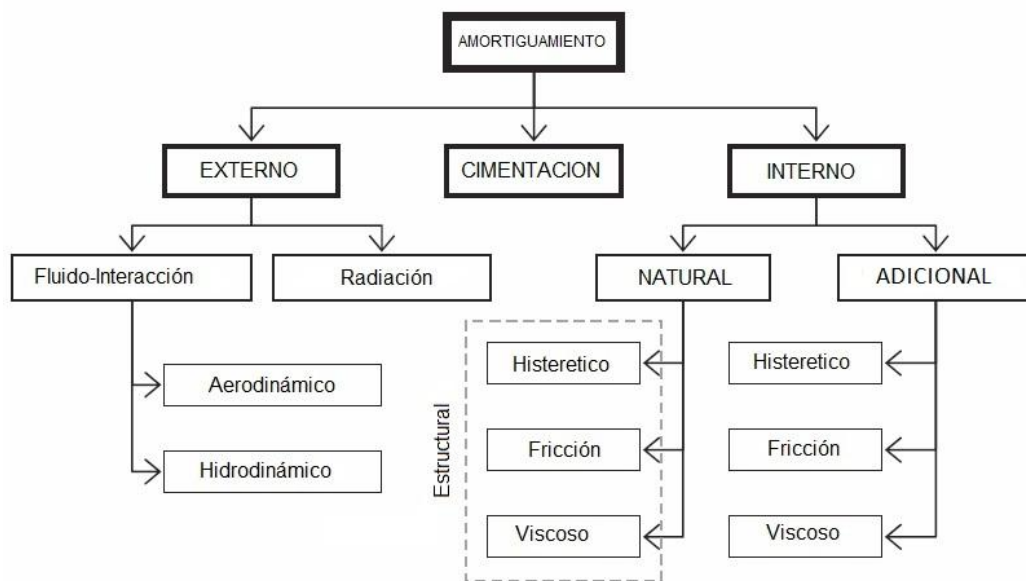 AMORTIGUAMIENTO
EXTERNO
CIMENTACION
INTERNO
Fluido-Interacción
Radiación
NATURAL
ADICIONAL
Aerodinámico
Hidrodinámico
Estructural
Histeretico
Fricción
Viscoso
Histeretico
Fricción
Viscoso